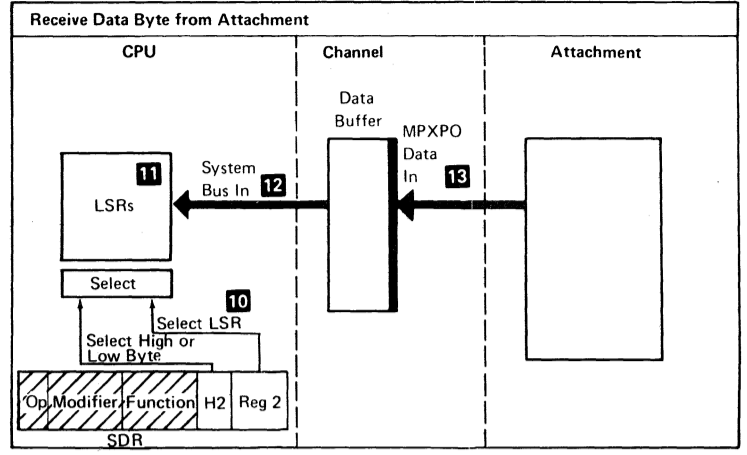 Receive Data Byte from Attachment
CPU
Channel
Attachment
Data
Buffer
MPXPO
Data
In
13
System
Bus In 12
11
LSRs
Select
10
Select LSR
Select High or
Low Byte
Op Modifier Function H2 Reg 2
SDR